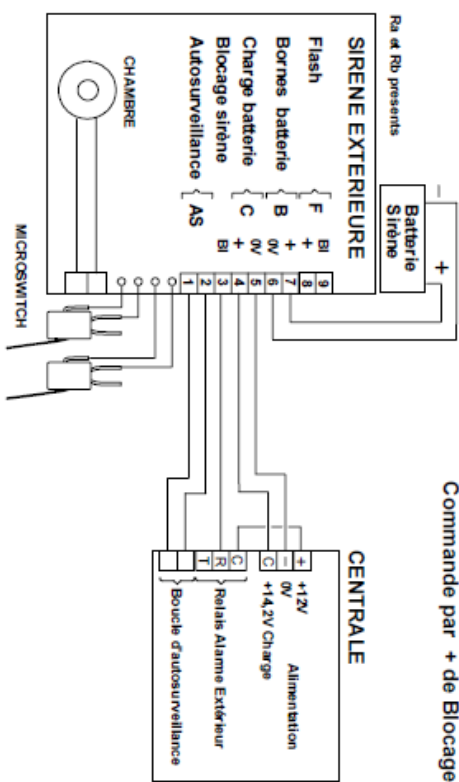 Commande par + de Blocage
Ra et Rb presents
Batterie
Sirène
− +
SIRENE EXTERIEURE
Flash
F
Bl
+
9
8
Bornes batterie
B
+
0V
7
6
Charge batterie
C
0V
+
5
4
Blocage sirène
Bl
3
Autosurveillance
AS
2
1
CHAMBRE
MICROSWITCH
CENTRALE
+ +12V
− 0V
Alimentation
C +14,2V Charge
C
R
T
Relais Alarme Extérieur
Boucle d'autosurveillance